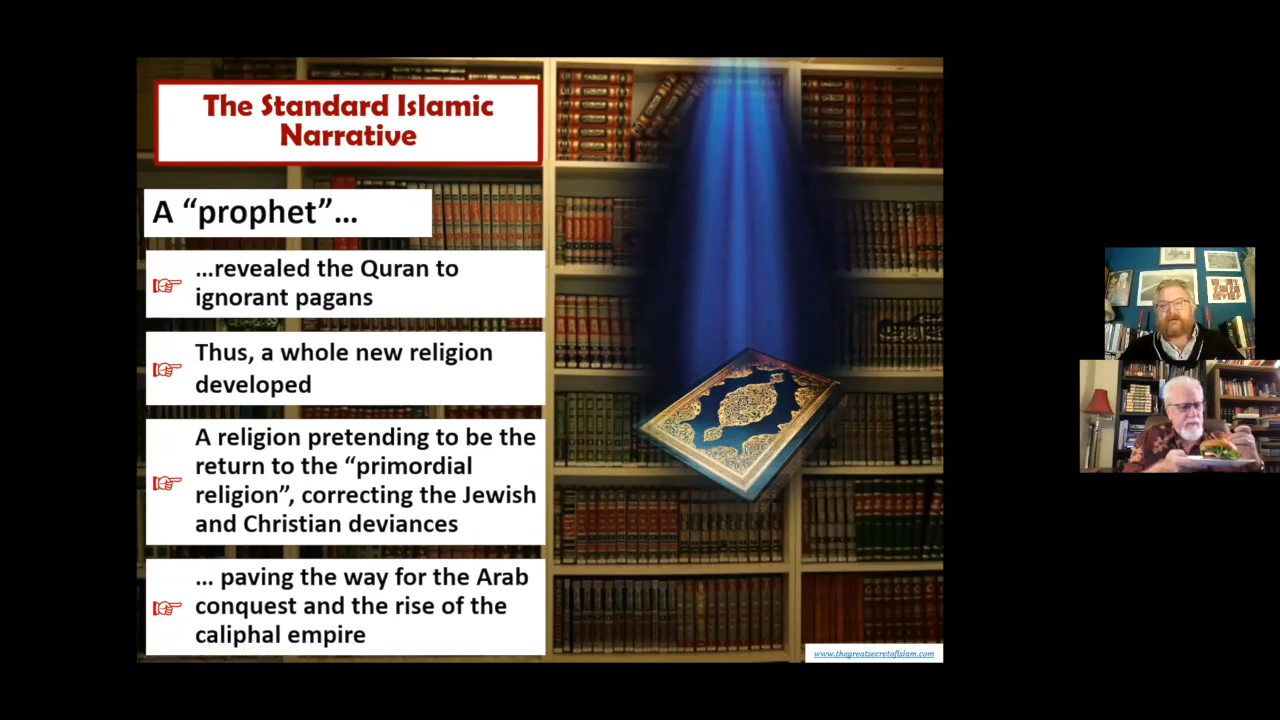 The Standard Islamic
Narrative
A “prophet”…
…revealed the Quran to
ignorant pagans
Thus, a whole new religion
developed
A religion pretending to be the
return to the “primordial
religion”, correcting the Jewish
and Christian deviances
… paving the way for the Arab
conquest and the rise of the
caliphal empire
www.thegreatsecretofislam.com